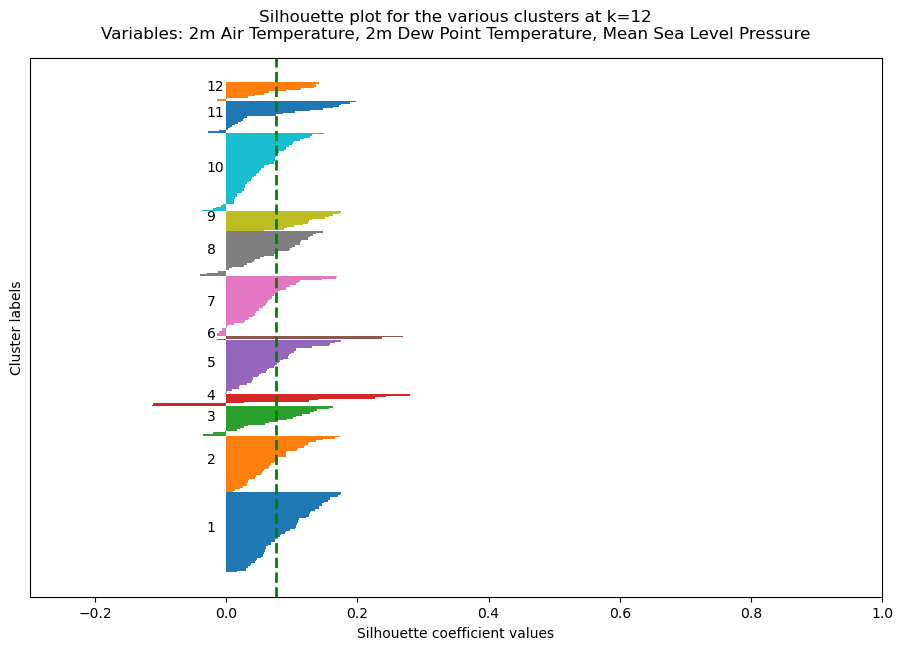 Silhouette plot for the various clusters at k=12
Variables: 2m Air Temperature, 2m Dew Point Temperature, Mean Sea Level Pressure
12
11
10
9
8
7
6
5
4
3
2
1
Cluster labels
−0.2 0.0 0.2 0.4 0.6 0.8 1.0
Silhouette coefficient values